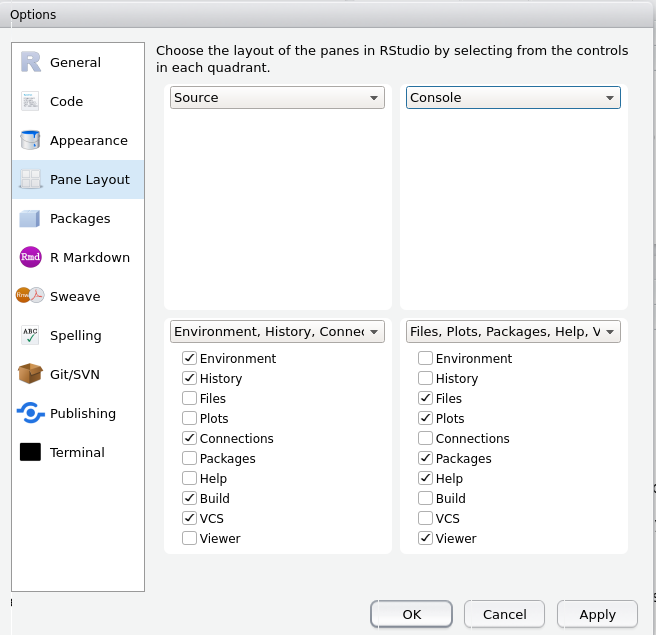 Options
Choose the layout of the panes in RStudio by selecting from the controls
in each quadrant.
R General
Code
Appearance
Pane Layout
Packages
Rmd R Markdown
Rnw Sweave
ABC Spelling
Git/SVN
Publishing
Terminal
Source
Console
Environment, History, Connec
Environment
History
Files
Plots
Connections
Packages
Help
Build
VCS
Viewer
Files, Plots, Packages, Help, V
Environment
History
Files
Plots
Connections
Packages
Help
Build
VCS
Viewer
OK
Cancel
Apply